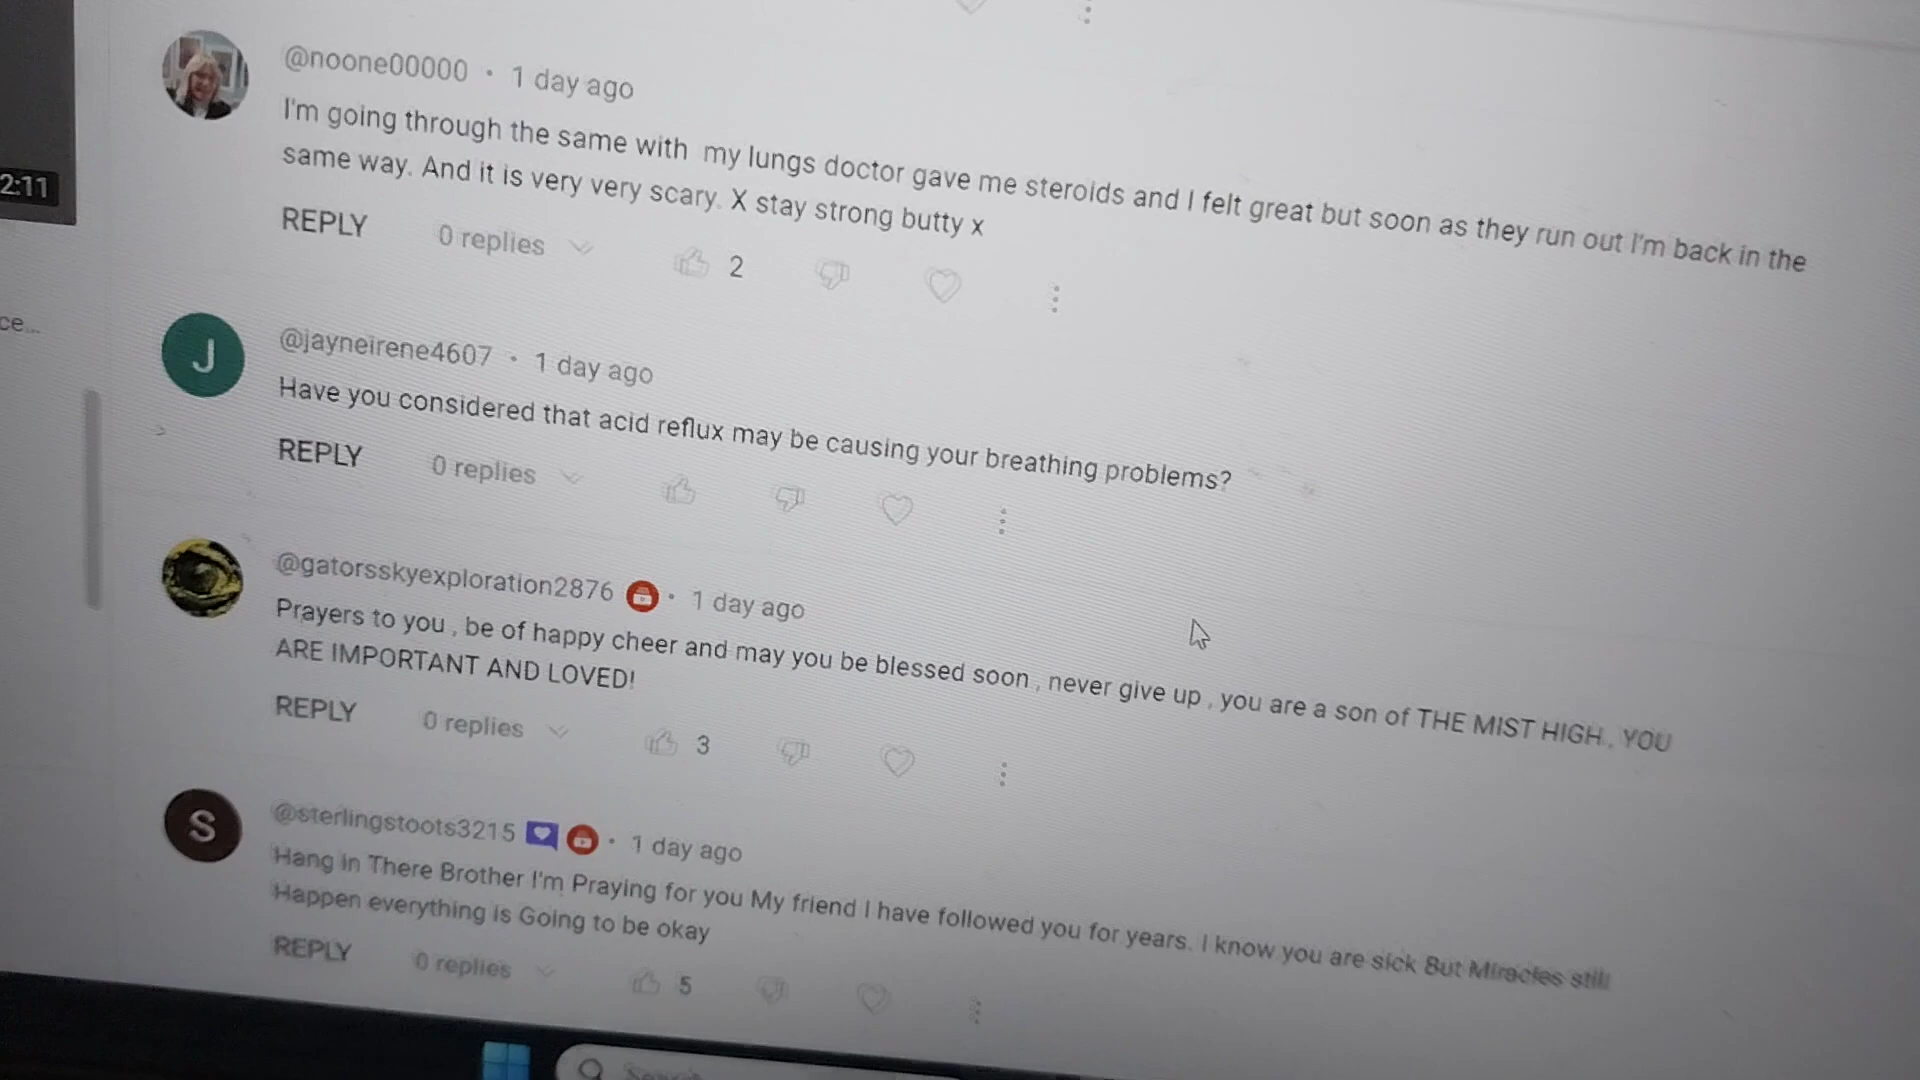 @noone00000 • 1 day ago
I'm going through the same with my lungs doctor gave me steroids and I felt great but soon as they run out I'm back in the
same way. And it is very very scary. X stay strong butty x
REPLY 0 replies 2
2:11
ce...
J
@jayneirene4607 • 1 day ago
Have you considered that acid reflux may be causing your breathing problems?
REPLY 0 replies
@gatorsskyexploration2876 • 1 day ago
Prayers to you , be of happy cheer and may you be blessed soon , never give up , you are a son of THE MIST HIGH , YOU
ARE IMPORTANT AND LOVED!
REPLY 0 replies 3
S
@sterlingstoots3215 • 1 day ago
Hang in There Brother I'm Praying for you My friend I have followed you for years. I know you are sick But Miracles still
Happen everything is Going to be okay
REPLY 0 replies 5